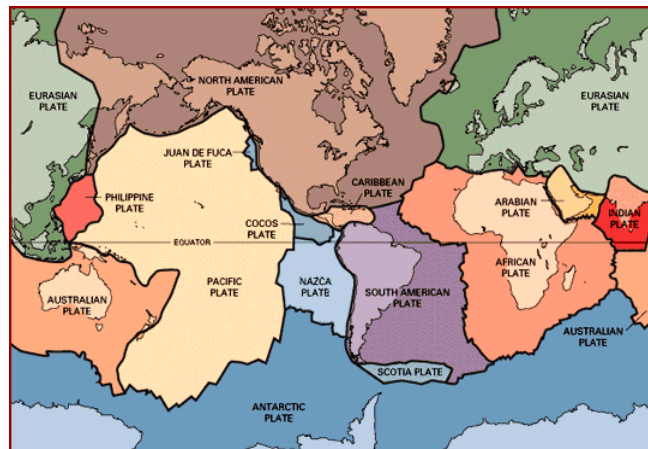 NORTH AMERICAN
PLATE
EURASIAN
PLATE
EURASIAN
PLATE
JUAN DE FUCA
PLATE
PHILIPPINE
PLATE
CARIBBEAN
PLATE
ARABIAN
PLATE
INDIAN
PLATE
COCOS
PLATE
EQUATOR
AFRICAN
PLATE
PACIFIC
PLATE
NAZCA
PLATE
SOUTH AMERICAN
PLATE
AUSTRALIAN
PLATE
AUSTRALIAN
PLATE
SCOTIA PLATE
ANTARCTIC
PLATE